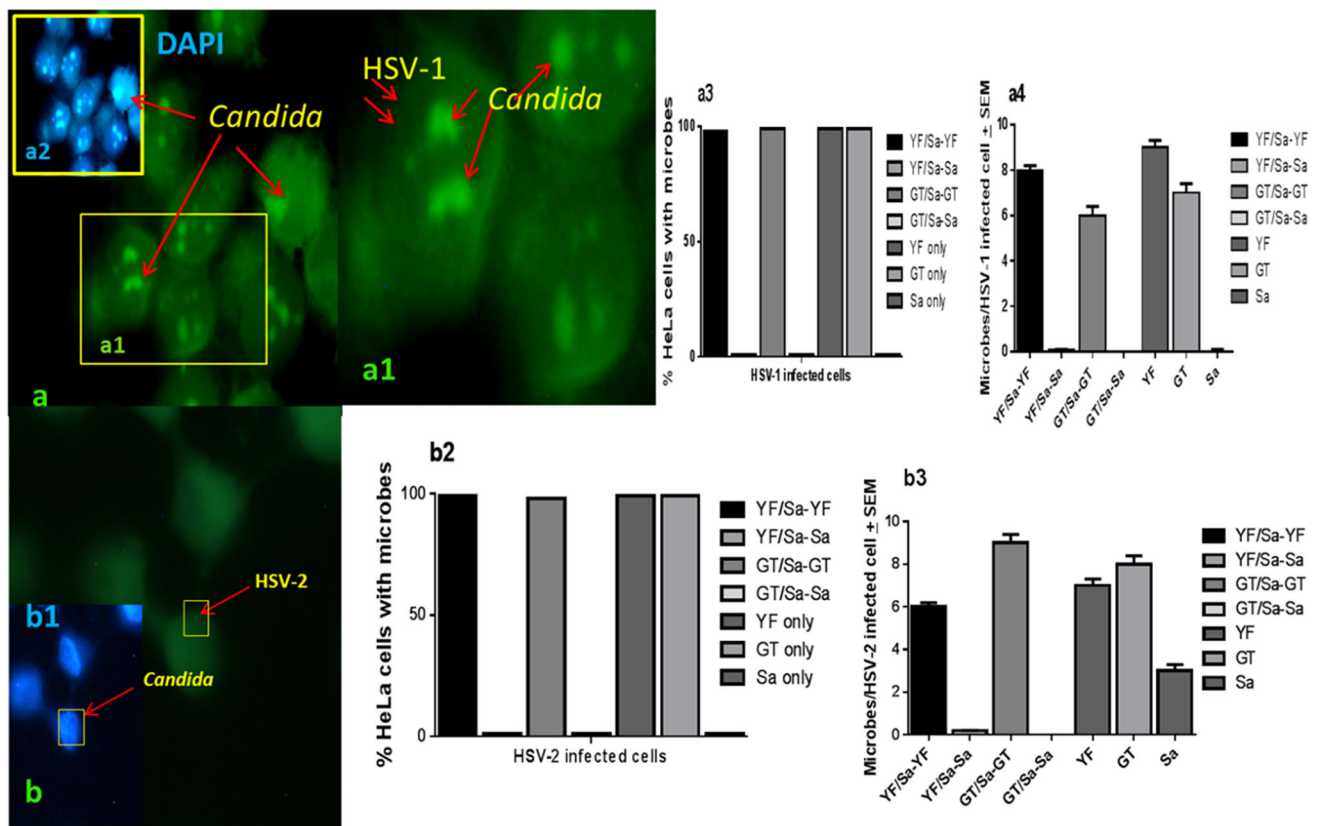 DAPI
Candida
a2
a1
a
HSV-1
Candida
a1
a3
% HeLa cells with microbes
100
50
0
HSV-1 infected cells
YF/Sa-YF
YF/Sa-Sa
GT/Sa-GT
GT/Sa-Sa
YF only
GT only
Sa only
a4
Microbes/HSV-1 infected cell ± SEM
10
8
6
4
2
0
YF/Sa-YF
YF/Sa-Sa
GT/Sa-GT
GT/Sa-Sa
YF
GT
Sa
YF/Sa-YF
YF/Sa-Sa
GT/Sa-GT
GT/Sa-Sa
YF
GT
Sa
HSV-2
b1
Candida
b
b2
% HeLa cells with microbes
100
50
0
HSV-2 infected cells
YF/Sa-YF
YF/Sa-Sa
GT/Sa-GT
GT/Sa-Sa
YF only
GT only
Sa only
b3
Microbes/HSV-2 infected cell ± SEM
10
8
6
4
2
0
YF/Sa-YF
YF/Sa-Sa
GT/Sa-GT
GT/Sa-Sa
YF
GT
Sa
YF/Sa-YF
YF/Sa-Sa
GT/Sa-GT
GT/Sa-Sa
YF
GT
Sa